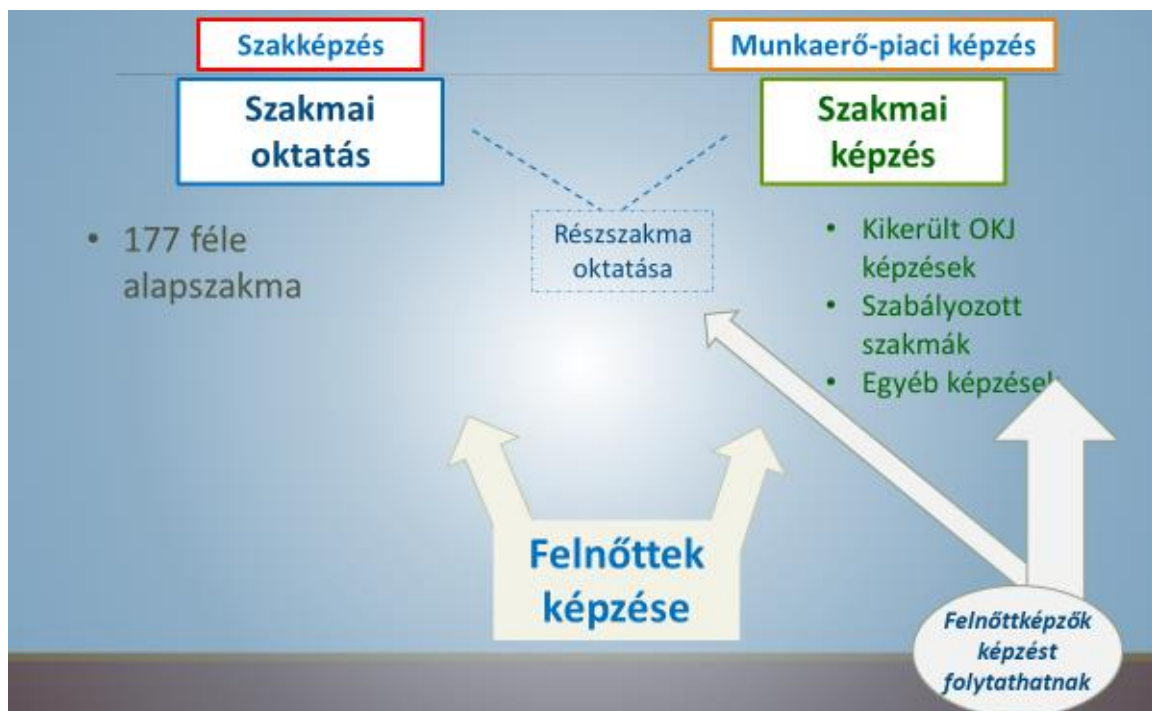 Szakképzés
Munkaerő-piaci képzés
Szakmai
oktatás
Szakmai
képzés
• 177 féle
alapszakma
Részszakma
oktatása
• Kikerült OKJ
képzések
• Szabályozott
szakmák
• Egyéb képzések
Felnőttek
képzése
Felnőttképzők
képzést
folytathatnak